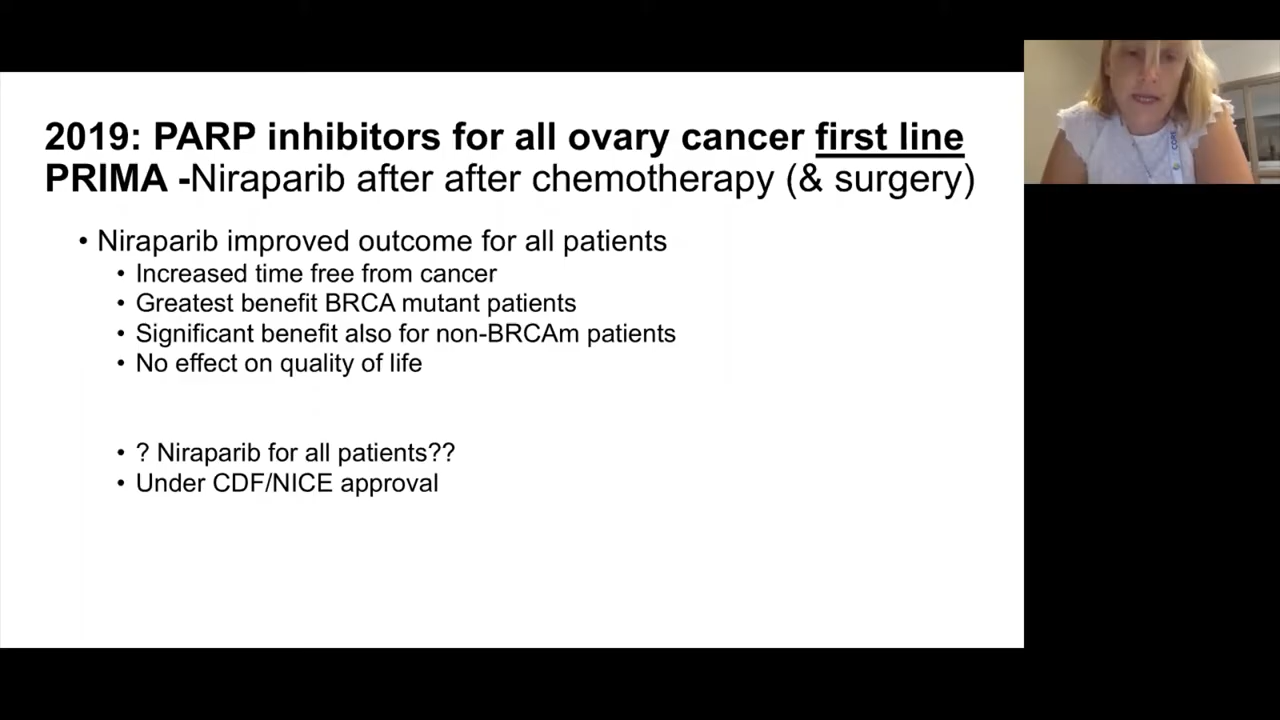 2019: PARP inhibitors for all ovary cancer first line
PRIMA -Niraparib after after chemotherapy (& surgery)
• Niraparib improved outcome for all patients
• Increased time free from cancer
• Greatest benefit BRCA mutant patients
• Significant benefit also for non-BRCAm patients
• No effect on quality of life
• ? Niraparib for all patients??
• Under CDF/NICE approval